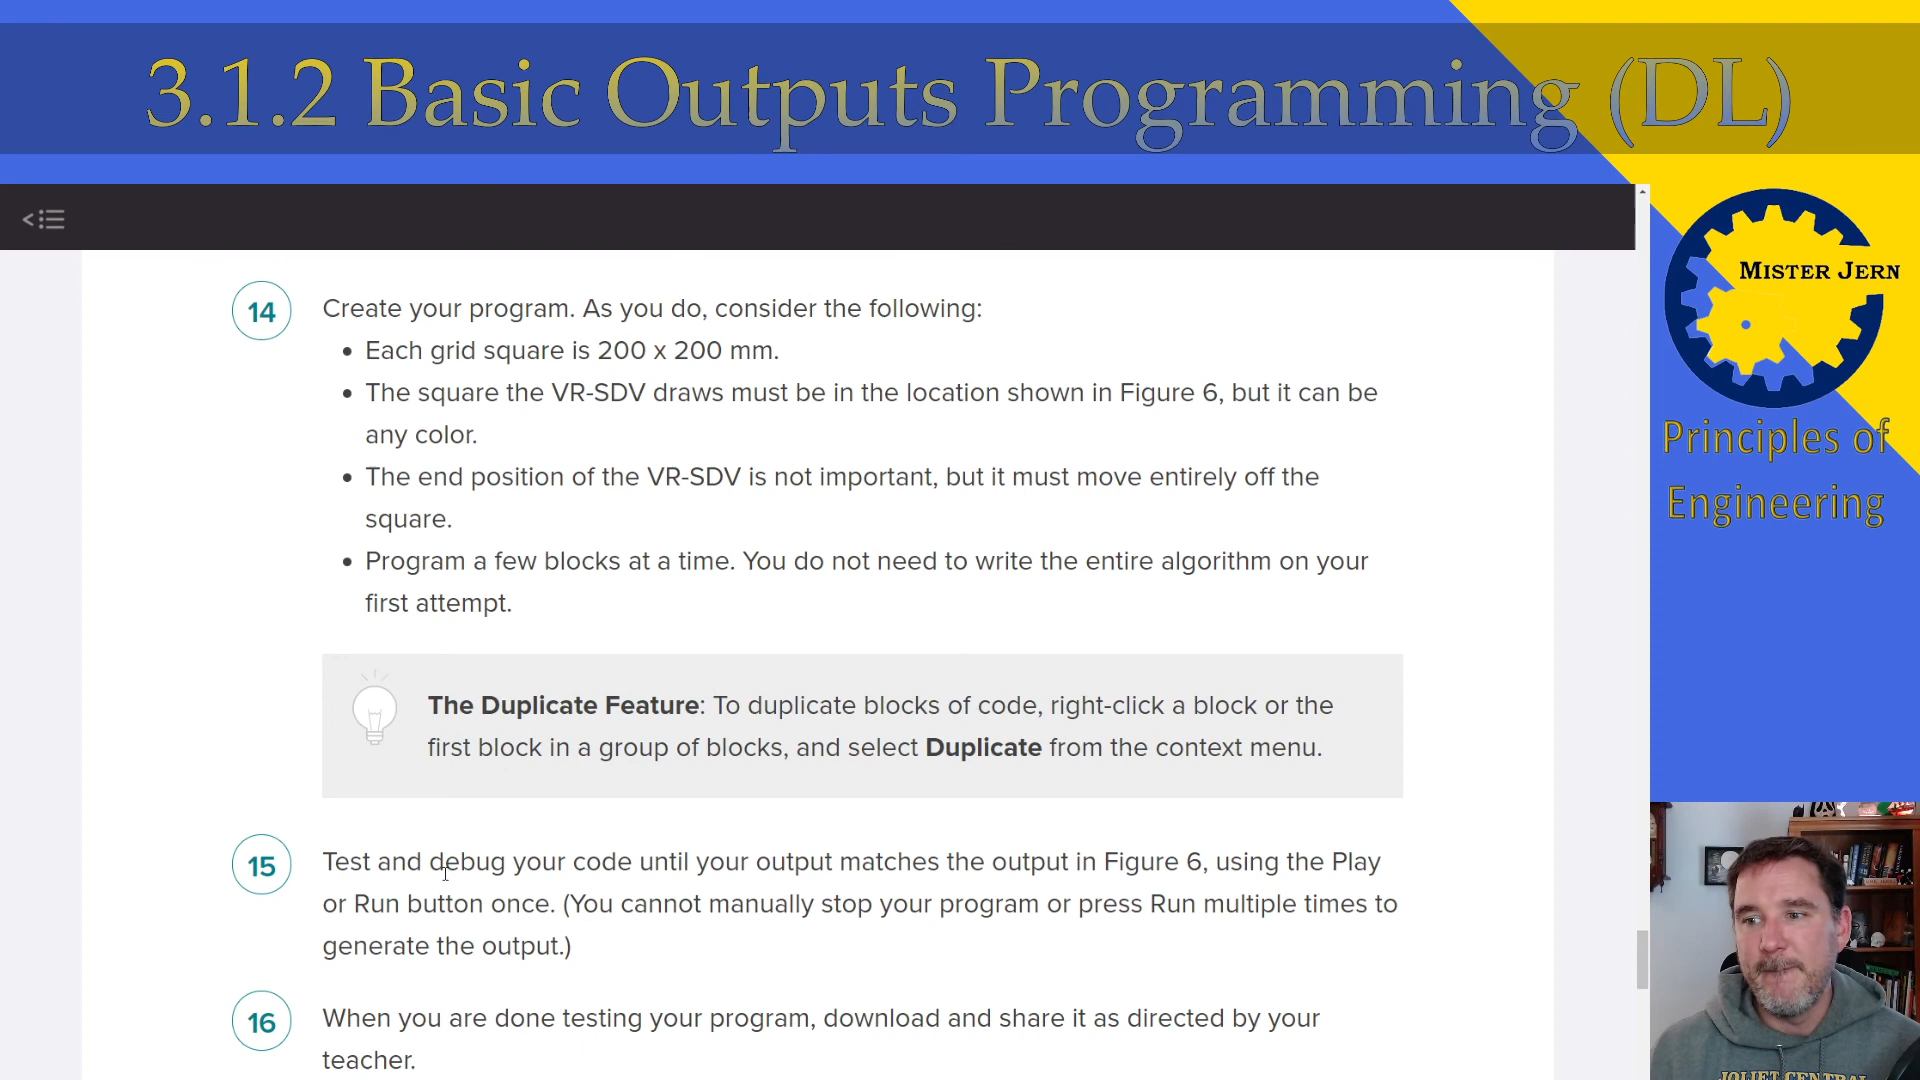 3.1.2 Basic Outputs Programming (DL)
MISTER JERN
Principles of
Engineering
14
Create your program. As you do, consider the following:
• Each grid square is 200 x 200 mm.
• The square the VR-SDV draws must be in the location shown in Figure 6, but it can be
any color.
• The end position of the VR-SDV is not important, but it must move entirely off the
square.
• Program a few blocks at a time. You do not need to write the entire algorithm on your
first attempt.
The Duplicate Feature: To duplicate blocks of code, right-click a block or the
first block in a group of blocks, and select Duplicate from the context menu.
15
Test and debug your code until your output matches the output in Figure 6, using the Play
or Run button once. (You cannot manually stop your program or press Run multiple times to
generate the output.)
16
When you are done testing your program, download and share it as directed by your
teacher.
JOLIET CENTRAL